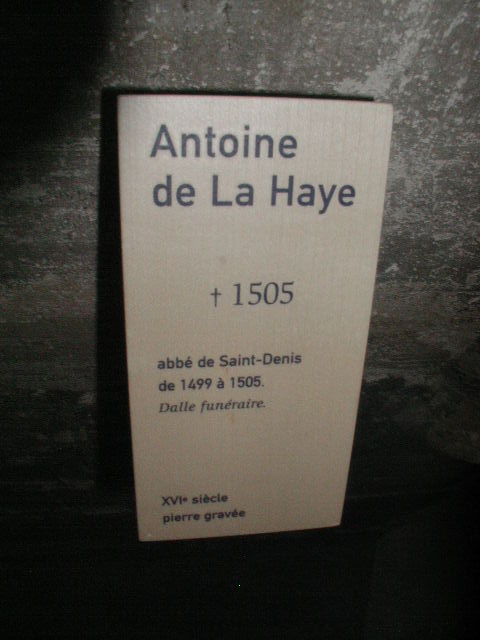 Antoine
de La Haye
† 1505
abbé de Saint-Denis
de 1499 à 1505.
Dalle funéraire.
XVIe siècle
pierre gravée